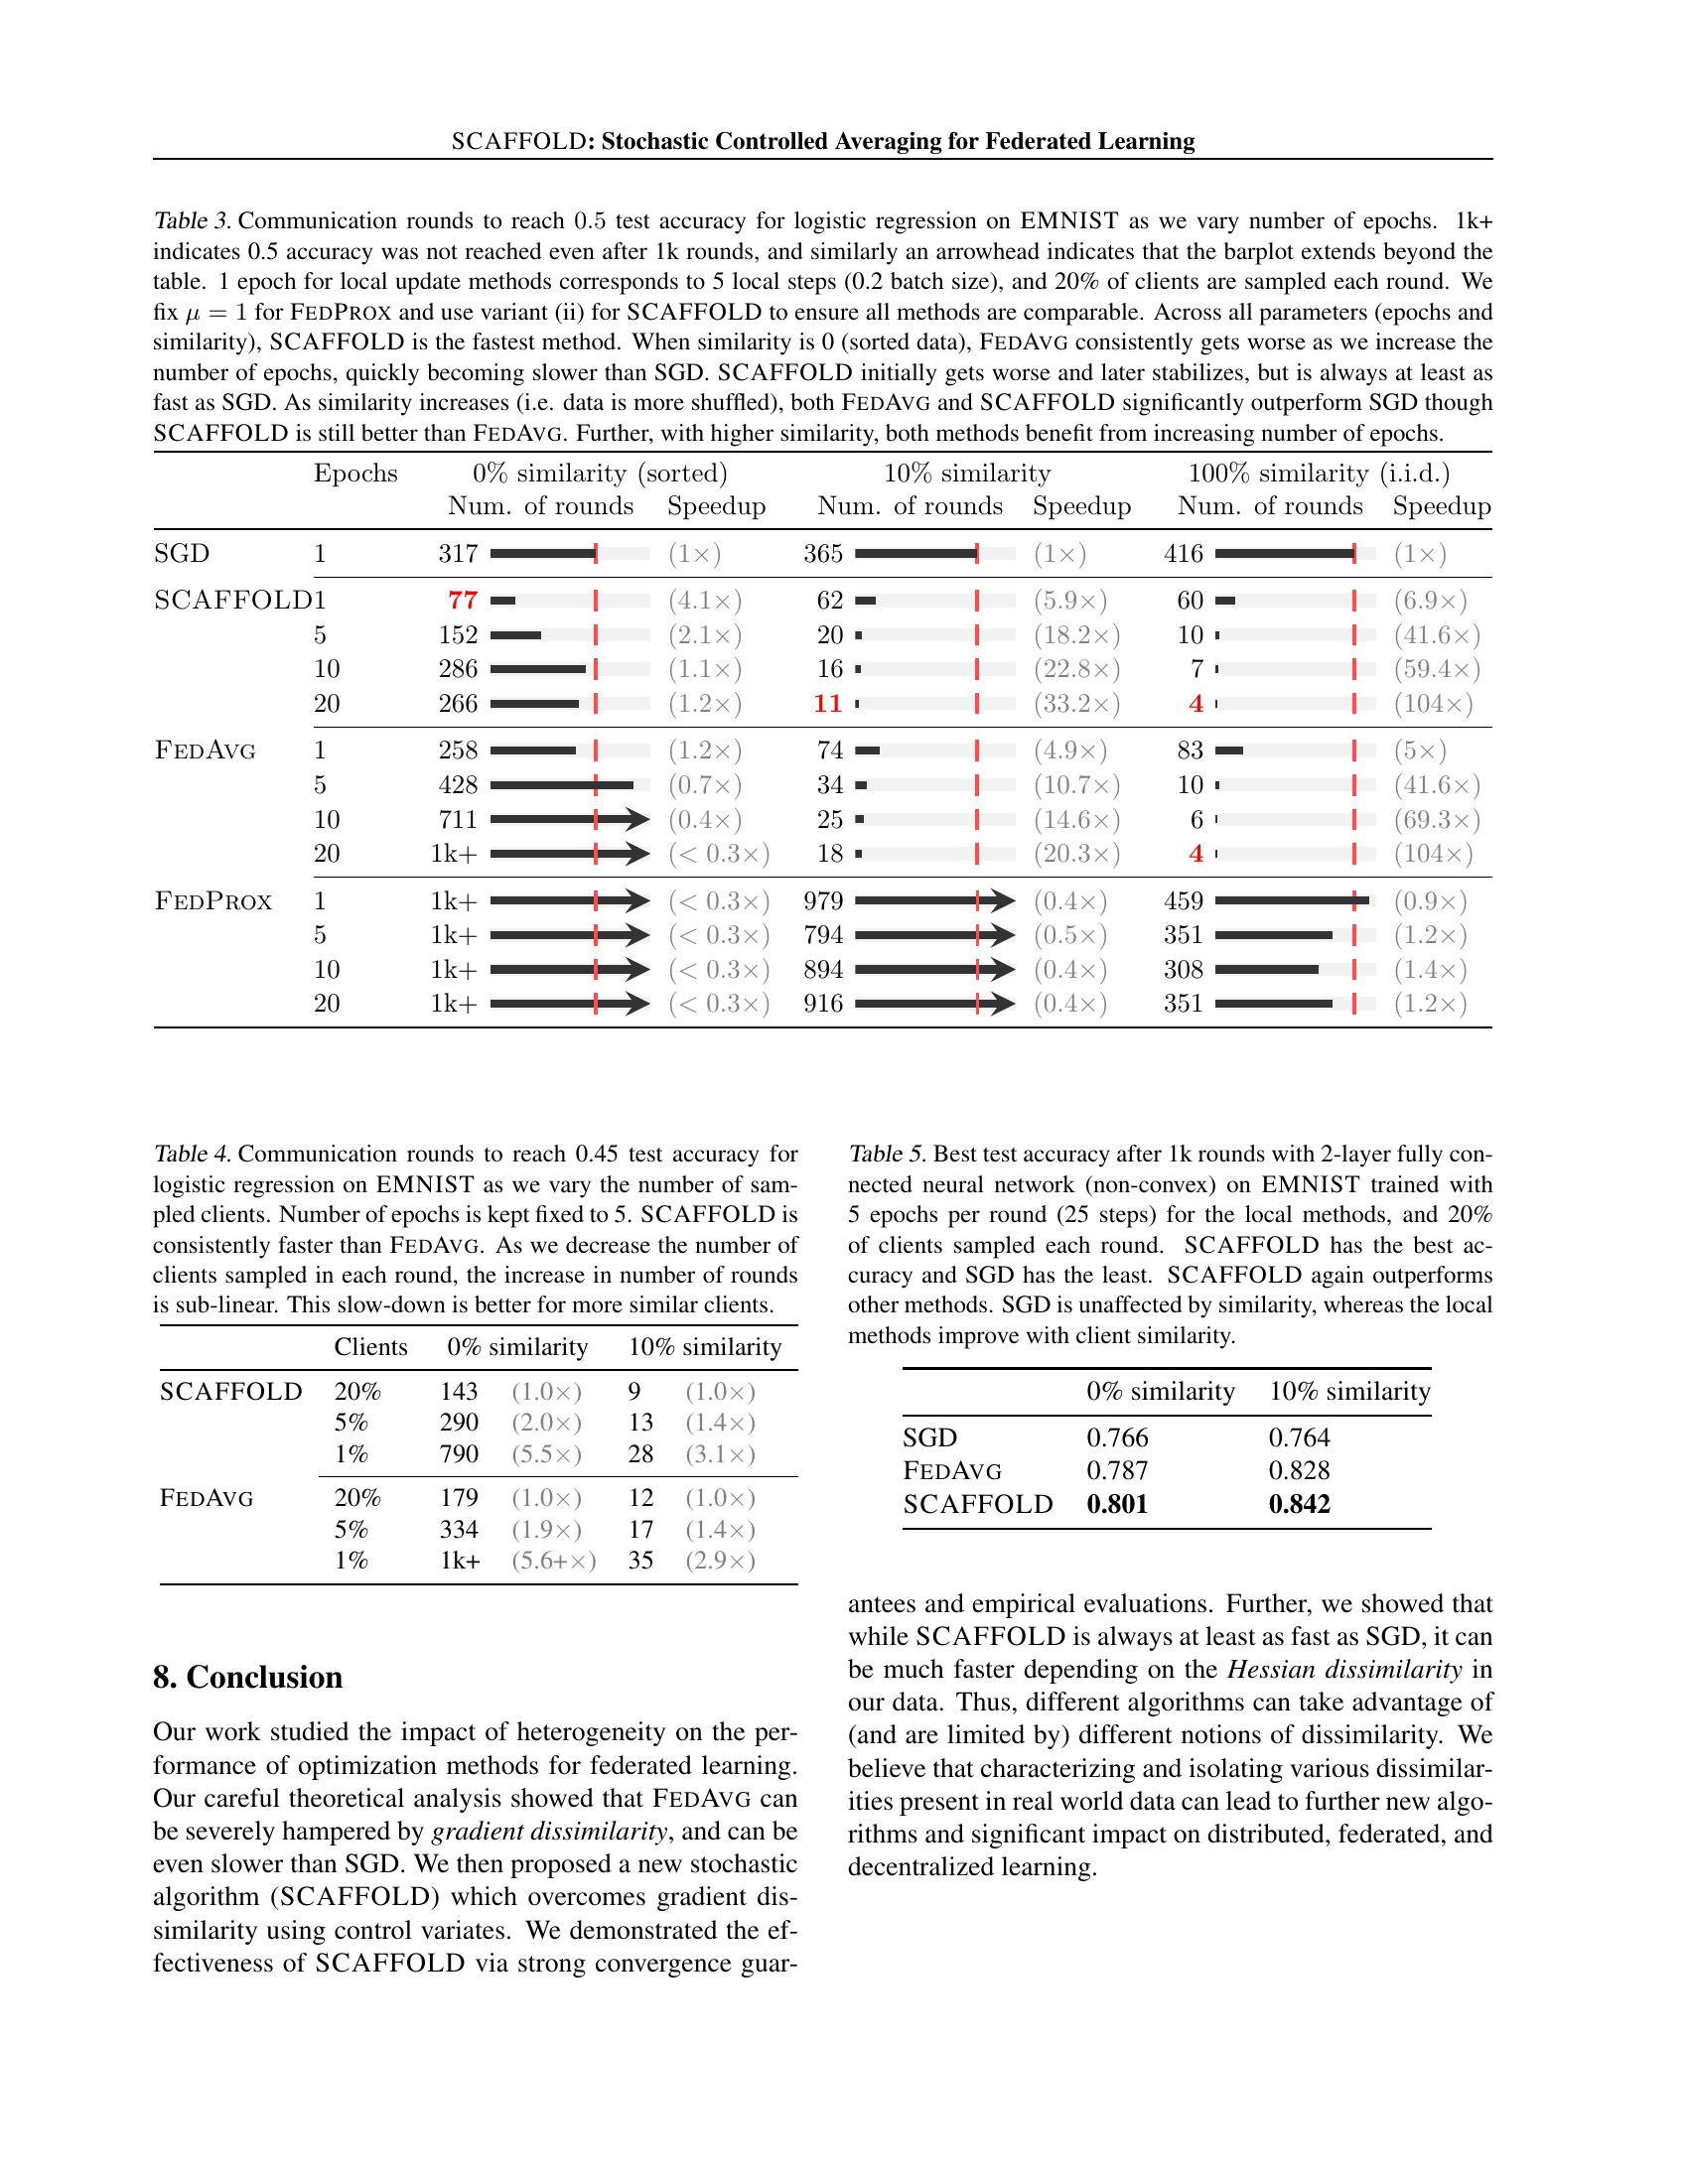 SCAFFOLD: Stochastic Controlled Averaging for Federated Learning
Table 3. Communication rounds to reach 0.5 test accuracy for logistic regression on EMNIST as we vary number of epochs. 1k+
indicates 0.5 accuracy was not reached even after 1k rounds, and similarly an arrowhead indicates that the barplot extends beyond the
table. 1 epoch for local update methods corresponds to 5 local steps (0.2 batch size), and 20% of clients are sampled each round. We
fix μ = 1 for FEDPROX and use variant (ii) for SCAFFOLD to ensure all methods are comparable. Across all parameters (epochs and
similarity), SCAFFOLD is the fastest method. When similarity is 0 (sorted data), FEDAVG consistently gets worse as we increase the
number of epochs, quickly becoming slower than SGD. SCAFFOLD initially gets worse and later stabilizes, but is always at least as
fast as SGD. As similarity increases (i.e. data is more shuffled), both FEDAVG and SCAFFOLD significantly outperform SGD though
SCAFFOLD is still better than FEDAVG. Further, with higher similarity, both methods benefit from increasing number of epochs.
Epochs 0% similarity (sorted) 10% similarity 100% similarity (i.i.d.)
Num. of rounds Speedup Num. of rounds Speedup Num. of rounds Speedup
SGD 1 317 (1×) 365 (1×) 416 (1×)
SCAFFOLD1 77 (4.1×) 62 (5.9×) 60 (6.9×)
5 152 (2.1×) 20 (18.2×) 10 (41.6×)
10 286 (1.1×) 16 (22.8×) 7 (59.4×)
20 266 (1.2×) 11 (33.2×) 4 (104×)
FEDAVG 1 258 (1.2×) 74 (4.9×) 83 (5×)
5 428 (0.7×) 34 (10.7×) 10 (41.6×)
10 711 (0.4×) 25 (14.6×) 6 (69.3×)
20 1k+ (< 0.3×) 18 (20.3×) 4 (104×)
FEDPROX 1 1k+ (< 0.3×) 979 (0.4×) 459 (0.9×)
5 1k+ (< 0.3×) 794 (0.5×) 351 (1.2×)
10 1k+ (< 0.3×) 894 (0.4×) 308 (1.4×)
20 1k+ (< 0.3×) 916 (0.4×) 351 (1.2×)
Table 4. Communication rounds to reach 0.45 test accuracy for
logistic regression on EMNIST as we vary the number of sam-
pled clients. Number of epochs is kept fixed to 5. SCAFFOLD is
consistently faster than FEDAVG. As we decrease the number of
clients sampled in each round, the increase in number of rounds
is sub-linear. This slow-down is better for more similar clients.
Clients 0% similarity 10% similarity
SCAFFOLD 20% 143 (1.0×) 9 (1.0×)
5% 290 (2.0×) 13 (1.4×)
1% 790 (5.5×) 28 (3.1×)
FEDAVG 20% 179 (1.0×) 12 (1.0×)
5% 334 (1.9×) 17 (1.4×)
1% 1k+ (5.6+×) 35 (2.9×)
8. Conclusion
Our work studied the impact of heterogeneity on the per-
formance of optimization methods for federated learning.
Our careful theoretical analysis showed that FEDAVG can
be severely hampered by gradient dissimilarity, and can be
even slower than SGD. We then proposed a new stochastic
algorithm (SCAFFOLD) which overcomes gradient dis-
similarity using control variates. We demonstrated the ef-
fectiveness of SCAFFOLD via strong convergence guar-
Table 5. Best test accuracy after 1k rounds with 2-layer fully con-
nected neural network (non-convex) on EMNIST trained with
5 epochs per round (25 steps) for the local methods, and 20%
of clients sampled each round. SCAFFOLD has the best ac-
curacy and SGD has the least. SCAFFOLD again outperforms
other methods. SGD is unaffected by similarity, whereas the local
methods improve with client similarity.
0% similarity 10% similarity
SGD 0.766 0.764
FEDAVG 0.787 0.828
SCAFFOLD 0.801 0.842
antees and empirical evaluations. Further, we showed that
while SCAFFOLD is always at least as fast as SGD, it can
be much faster depending on the Hessian dissimilarity in
our data. Thus, different algorithms can take advantage of
(and are limited by) different notions of dissimilarity. We
believe that characterizing and isolating various dissimilar-
ities present in real world data can lead to further new algo-
rithms and significant impact on distributed, federated, and
decentralized learning.